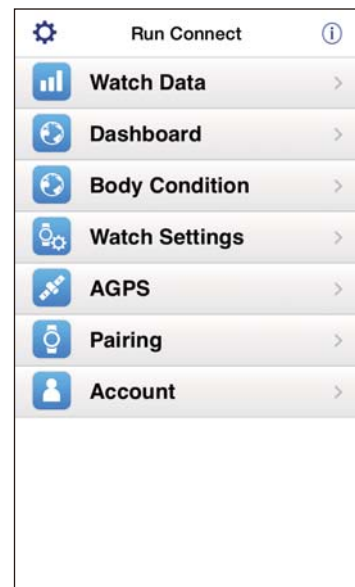 Run Connect
Watch Data
Dashboard
Body Condition
Watch Settings
AGPS
Pairing
Account